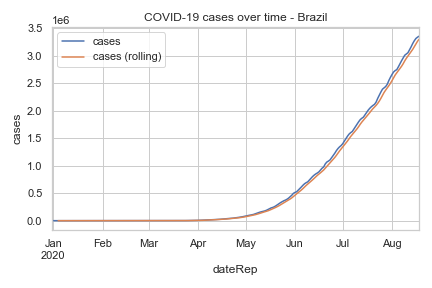 COVID-19 cases over time - Brazil
1e6
cases
cases (rolling)
3.5
3.0
2.5
2.0
1.5
1.0
0.5
0.0
cases
Jan Feb Mar Apr May Jun Jul Aug
2020
dateRep